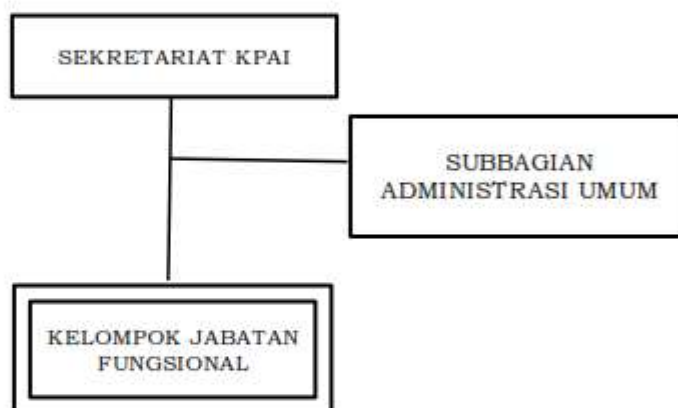 SEKRETARIAT KPAI
SUBBAGIAN
ADMINISTRASI UMUM
KELOMPOK JABATAN
FUNGSIONAL